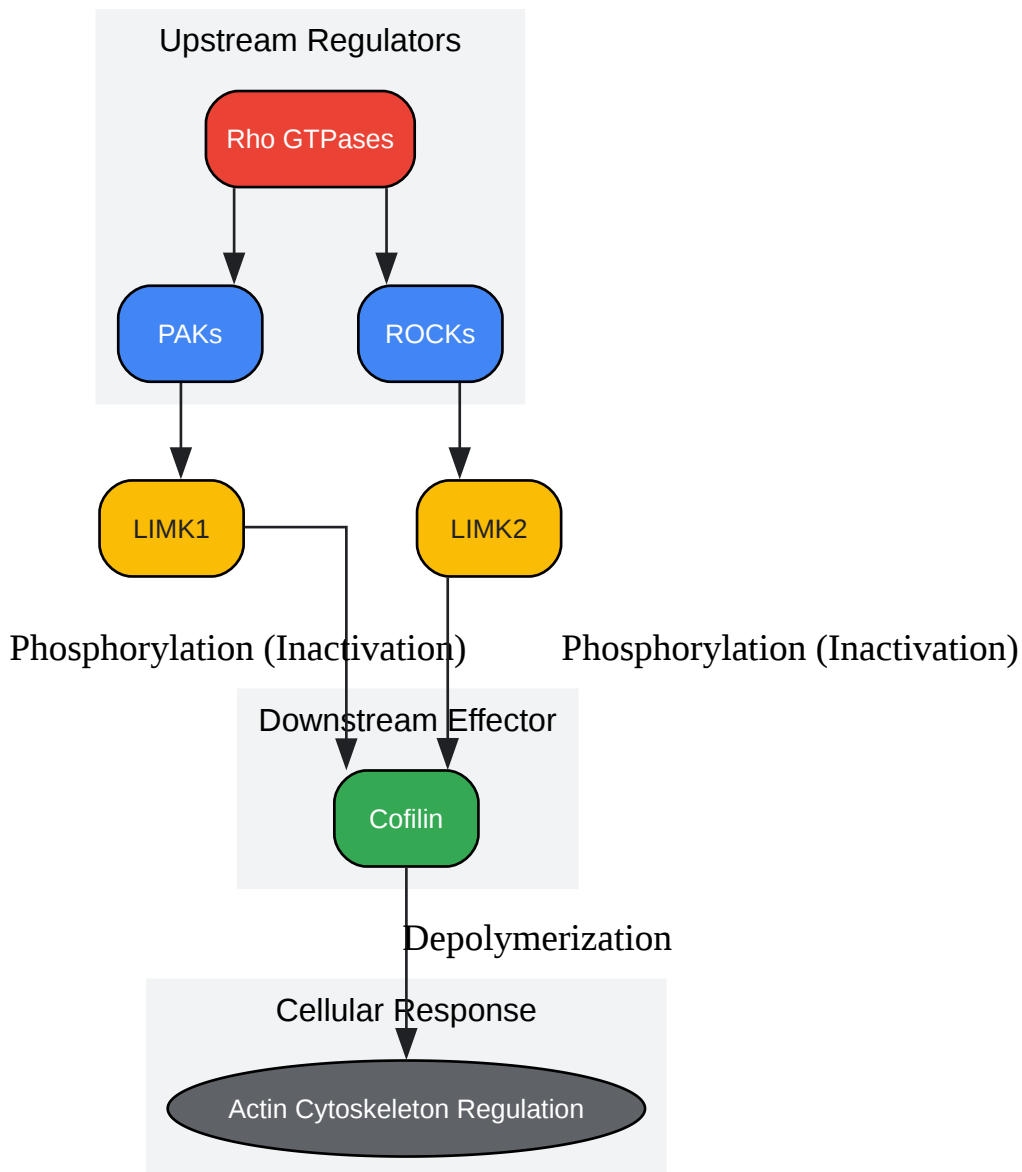 Upstream Regulators
Rho GTPases
PAKs
ROCKs
LIMK1
LIMK2
Phosphorylation (Inactivation)
Phosphorylation (Inactivation)
Downstream Effector
Cofilin
Depolymerization
Cellular Response
Actin Cytoskeleton Regulation